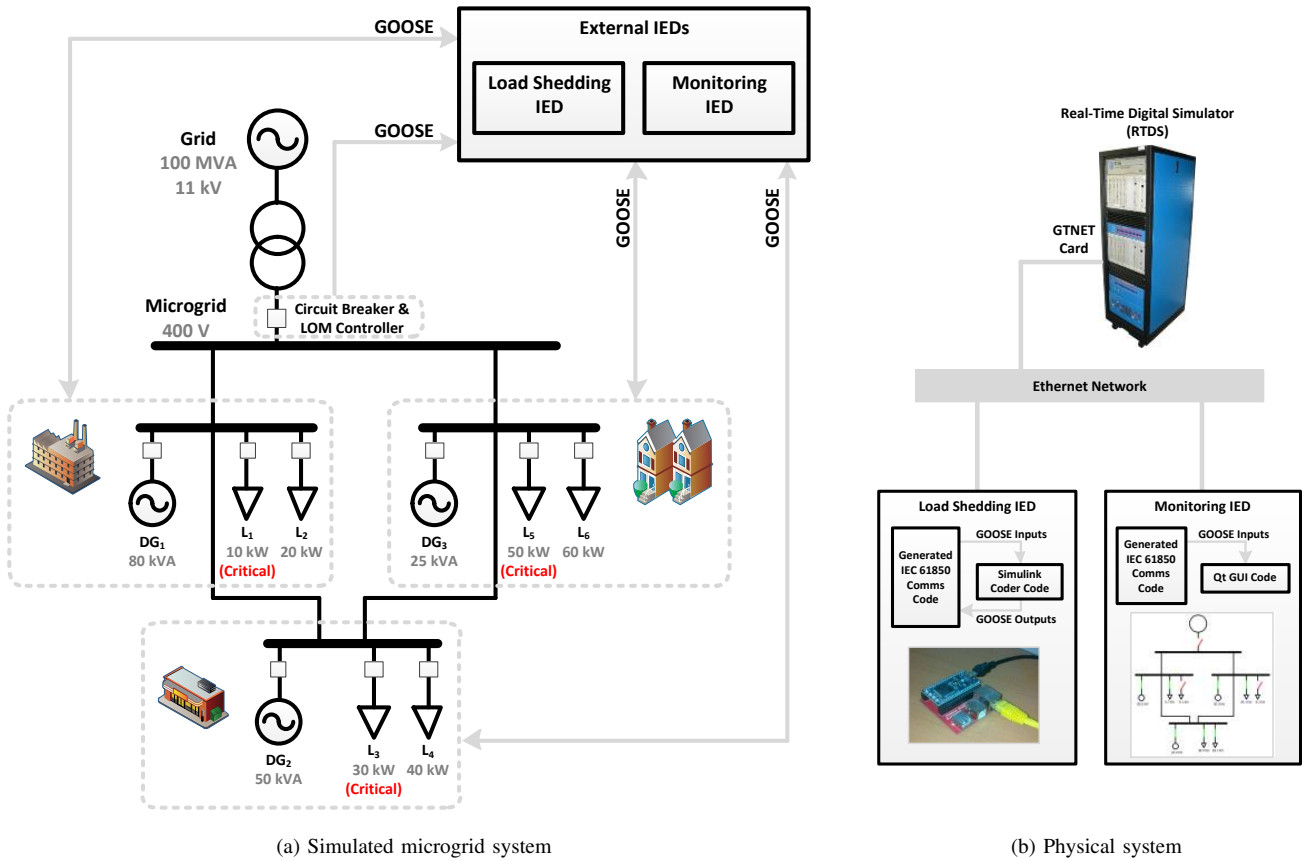 GOOSE
External IEDs
Load Shedding
IED
Monitoring
IED
GOOSE
Grid
100 MVA
11 kV
GOOSE
GOOSE
Microgrid
400 V
Circuit Breaker &
LOM Controller
DG1
80 kVA
L1
10 kW
(Critical)
L2
20 kW
DG3
25 kVA
L5
50 kW
(Critical)
L6
60 kW
DG2
50 kVA
L3
30 kW
(Critical)
L4
40 kW
(a) Simulated microgrid system
Real-Time Digital Simulator
(RTDS)
GTNET
Card
Ethernet Network
Load Shedding IED
GOOSE Inputs
Generated
IEC 61850
Comms
Code
Simulink
Coder Code
GOOSE Outputs
Monitoring IED
GOOSE Inputs
Generated
IEC 61850
Comms
Code
Qt GUI Code
(b) Physical system